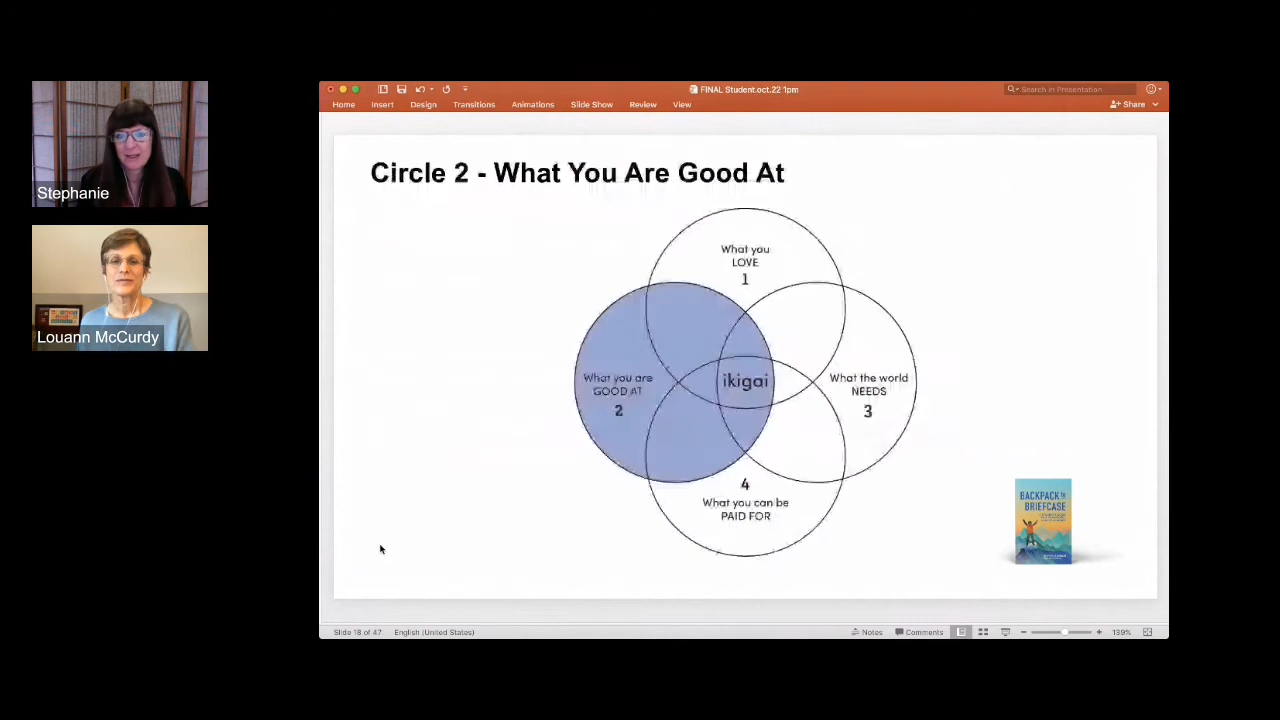 Stephanie
Louann McCurdy
FINAL Student.oct.22 1pm
Search in Presentation
Home Insert Design Transitions Animations Slide Show Review View
Share
Circle 2 - What You Are Good At
What you
LOVE
1
What you are
GOOD AT
2
ikigai
What the world
NEEDS
3
4
What you can be
PAID FOR
BACKPACK TO
BRIEFCASE
Slide 18 of 47 English (United States)
Notes Comments 139%